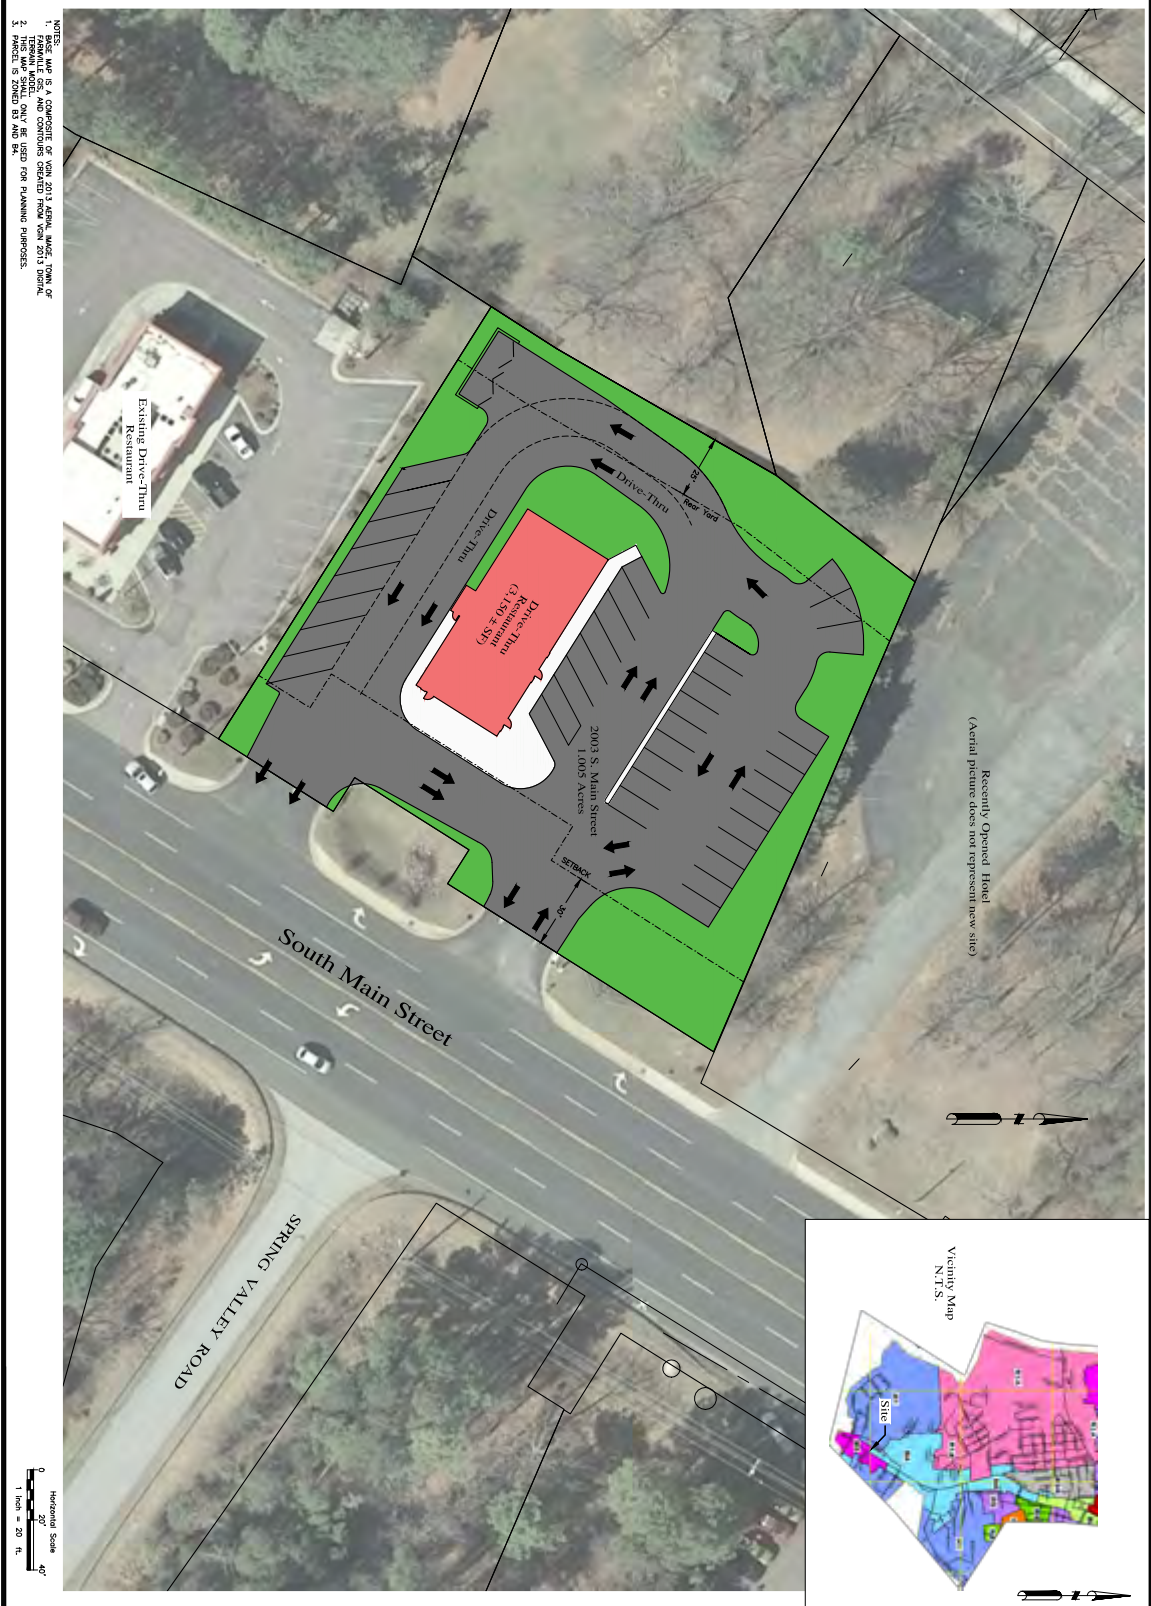 NOTES:
1. BASE MAP IS A COMPOSITE OF VGIN 2013 AERIAL IMAGE, TOWN OF
FARMVILLE GIS, AND CONTOURS CREATED FROM VGIN 2013 DIGITAL
TERRAIN MODEL.
2. THIS MAP SHALL ONLY BE USED FOR PLANNING PURPOSES.
3. PARCEL IS ZONED B3 AND B4.
Existing Drive-Thru
Restaurant
Drive-Thru
Drive-Thru
25'
Rear Yard
Drive-Thru
Restaurant
(3,150 ± SF)
2003 S. Main Street
1.005 Acres
SETBACK
Recently Opened Hotel
(Aerial picture does not represent new site)
South Main Street
SPRING VALLEY ROAD
N
Vicinity Map
N.T.S.
Site
N
Horizontal Scale
0 20' 40'
1 inch = 20 ft.